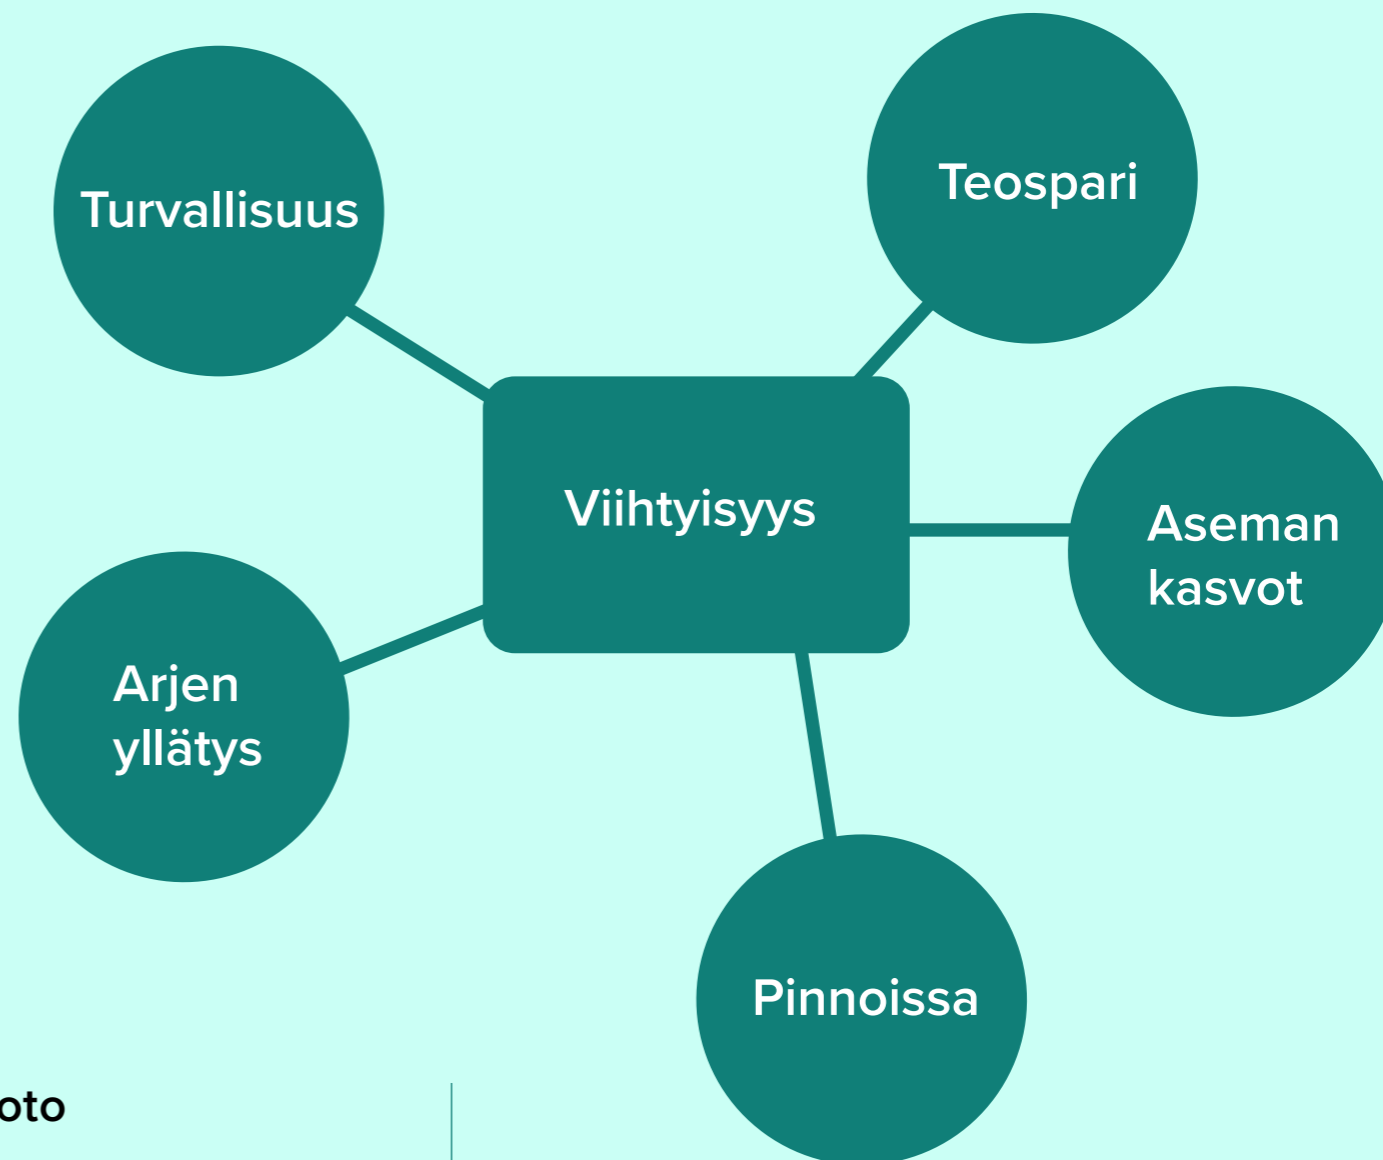 Teospari
Turvallisuus
Viihtyisyys
Aseman
kasvot
Arjen
yllätys
Pinnoissa
oto